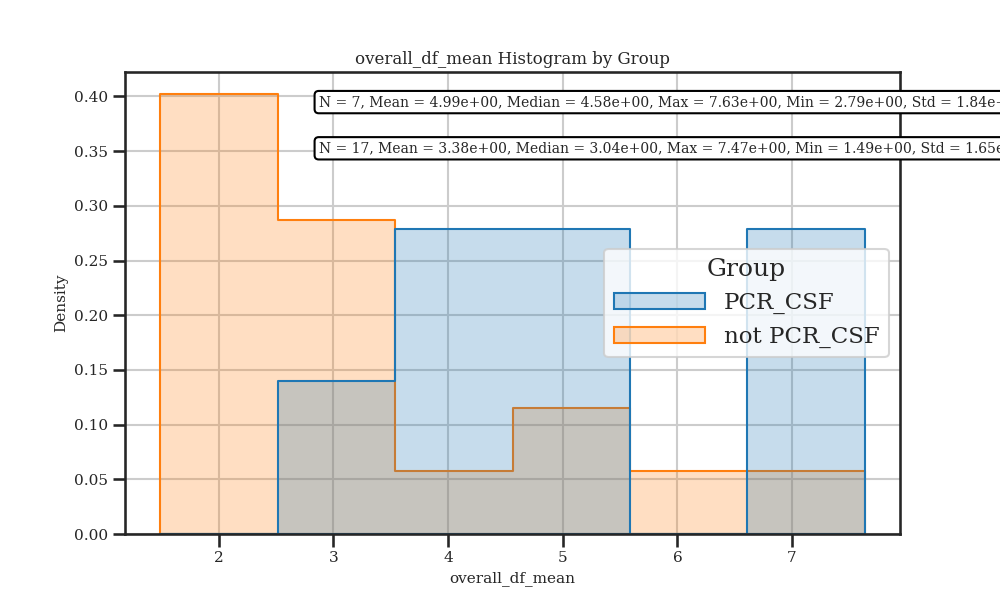 overall_df_mean Histogram by Group
N = 7, Mean = 4.99e+00, Median = 4.58e+00, Max = 7.63e+00, Min = 2.79e+00, Std = 1.84e-
N = 17, Mean = 3.38e+00, Median = 3.04e+00, Max = 7.47e+00, Min = 1.49e+00, Std = 1.65e
0.40
0.35
0.30
0.25
0.20
0.15
0.10
0.05
0.00
Density
Group
PCR_CSF
not PCR_CSF
2 3 4 5 6 7
overall_df_mean